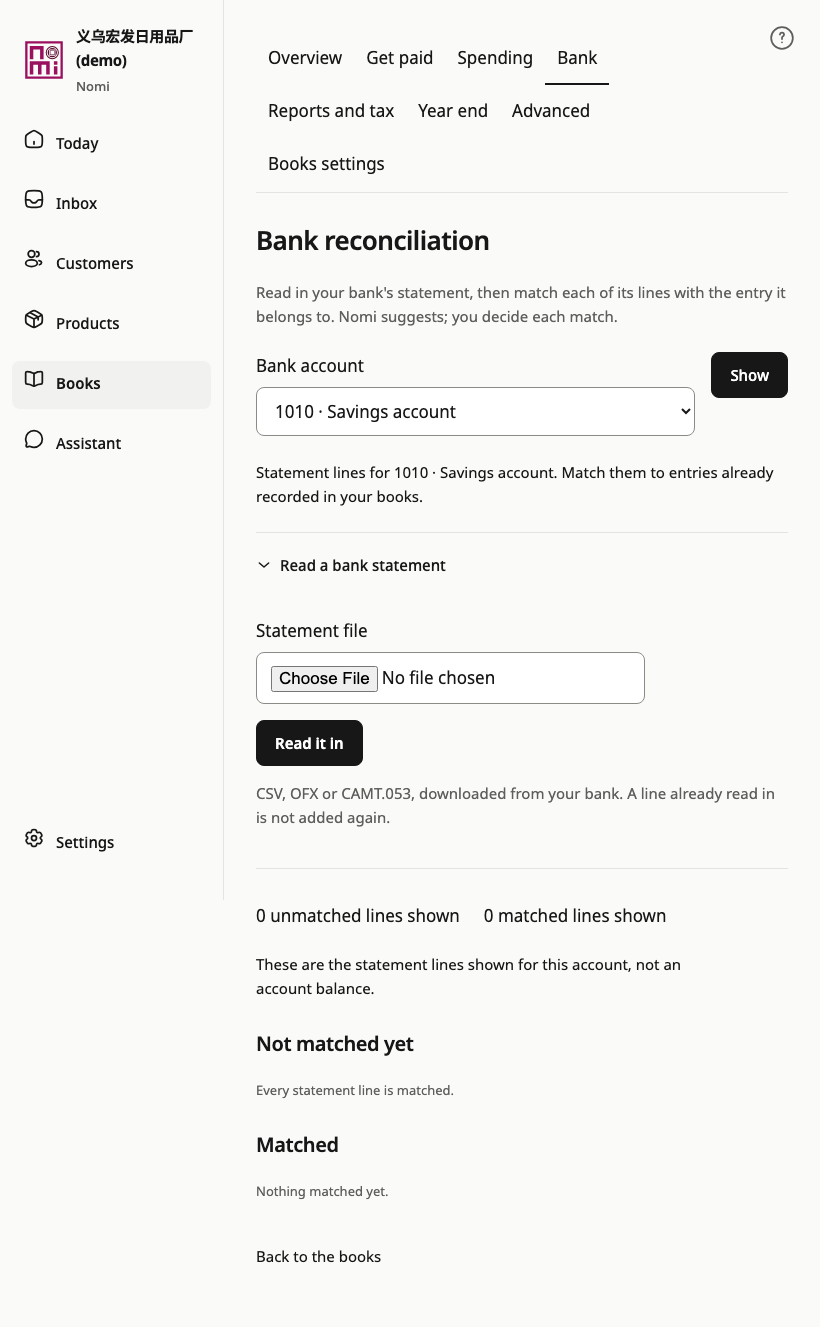 义乌宏发日用品厂
(demo)
Nomi
Today
Inbox
Customers
Products
Books
Assistant
Settings
Overview Get paid Spending Bank
Reports and tax Year end Advanced
Books settings
Bank reconciliation
Read in your bank's statement, then match each of its lines with the entry it
belongs to. Nomi suggests; you decide each match.
Bank account
Show
1010 · Savings account
Statement lines for 1010 · Savings account. Match them to entries already
recorded in your books.
Read a bank statement
Statement file
Choose File No file chosen
Read it in
CSV, OFX or CAMT.053, downloaded from your bank. A line already read in
is not added again.
0 unmatched lines shown 0 matched lines shown
These are the statement lines shown for this account, not an
account balance.
Not matched yet
Every statement line is matched.
Matched
Nothing matched yet.
Back to the books